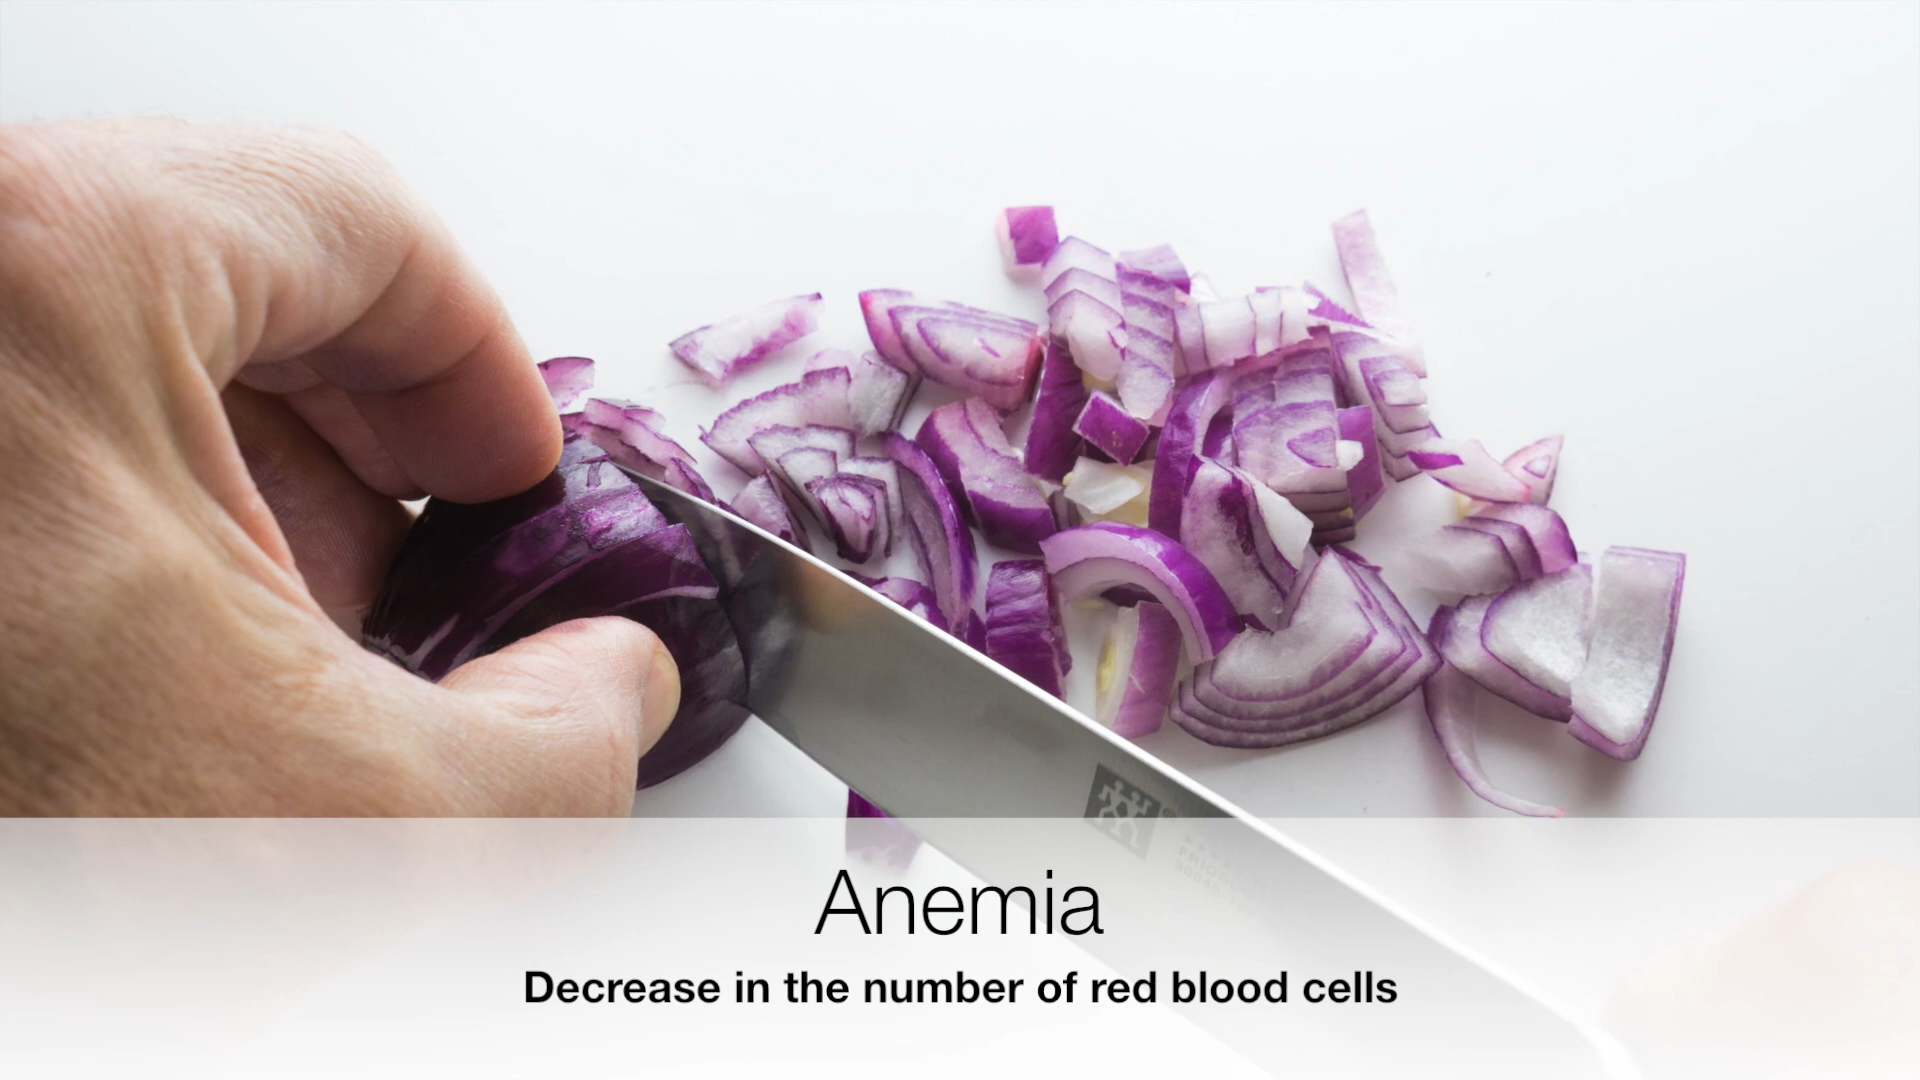 Anemia
Decrease in the number of red blood cells